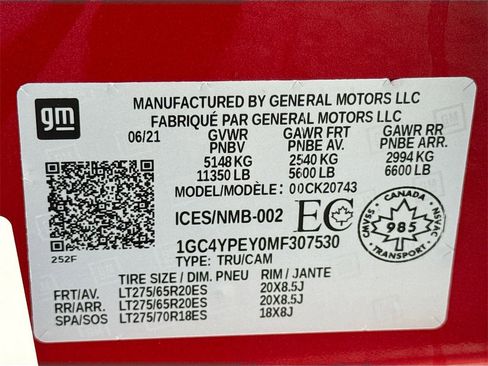 gm
MANUFACTURED BY GENERAL MOTORS LLC
FABRIQUÉ PAR GENERAL MOTORS LLC
06/21 GVWR GAWR FRT GAWR RR
PNBV PNBE AV. PNBE ARR.
5148 KG 2540 KG 2994 KG
11350 LB 5600 LB 6600 LB
MODEL/MODÈLE: 00CK20743
ICES/NMB-002 EC
CANADA
CMVSS 985 NSVAC
1GC4YPEY0MF307530
252F TYPE: TRU/CAM
TIRE SIZE / DIM. PNEU RIM / JANTE
FRT/AV. LT275/65R20ES 20X8.5J
RR/ARR. LT275/65R20ES 20X8.5J
SPA/SOS LT275/70R18ES 18X8J